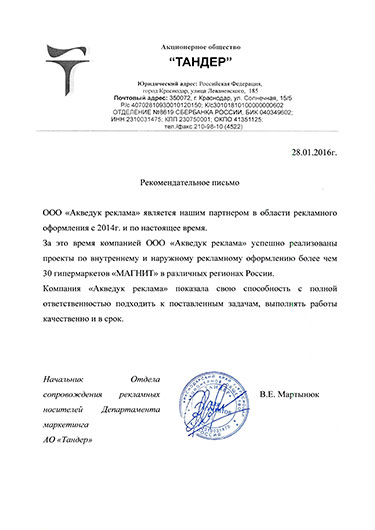 Акционерное общество
“ТАНДЕР”
Юридический адрес: Российская Федерация,
город Краснодар, улица Леваневского, 185
Почтовый адрес: 350072, г. Краснодар, ул. Солнечная, 15/5
Р/с 40702810930010120150; К/с30101810100000000602
ОТДЕЛЕНИЕ №8619 СБЕРБАНКА РОССИИ, БИК 040349602;
ИНН 2310031475; КПП 230750001; ОКПО 41351125;
тел./факс 210-98-10 (4522)
28.01.2016г.
Рекомендательное письмо
ООО «Акведук реклама» является нашим партнером в области рекламного
оформления с 2014г. и по настоящее время.
За это время компанией ООО «Акведук реклама» успешно реализованы
проекты по внутреннему и наружному рекламному оформлению более чем
30 гипермаркетов «МАГНИТ» в различных регионах России.
Компания «Акведук реклама» показала свою способность с полной
ответственностью подходить к поставленным задачам, выполнять работы
качественно и в срок.
Начальник Отдела
сопровождения рекламных
носителей Департамента
маркетинга
АО «Тандер»
В.Е. Мартынюк